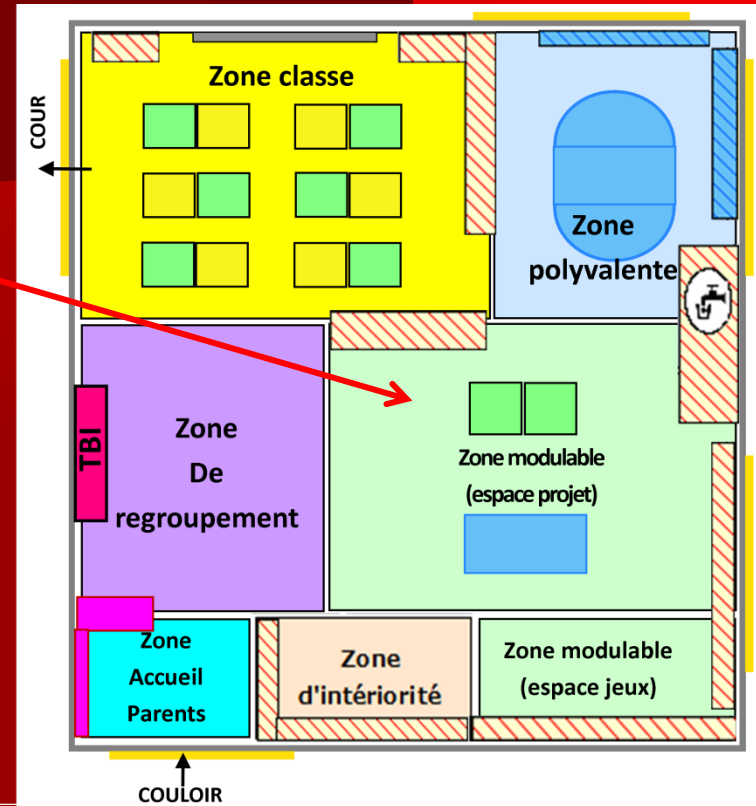 Zone classe
COUR
Zone
polyvalente
TBI
Zone
De
regroupement
Zone modulable
(espace projet)
Zone
Accueil
Parents
Zone
d'intériorité
Zone modulable
(espace jeux)
COULOIR